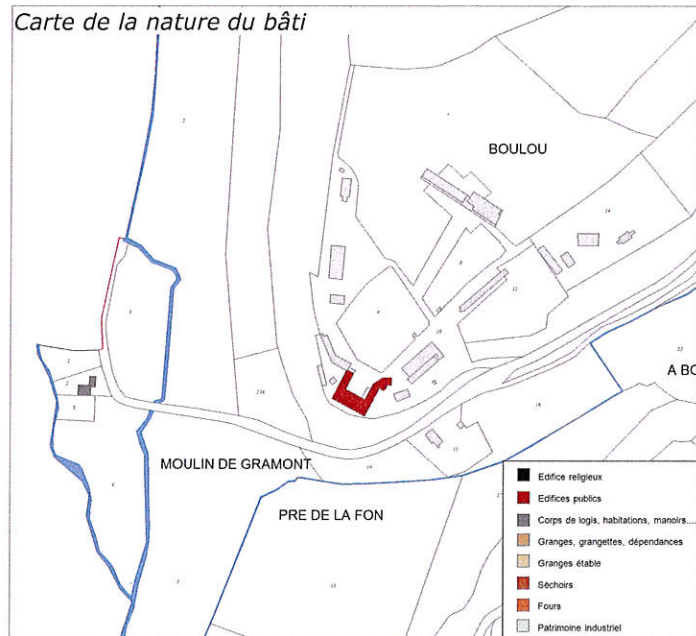 Carte de la nature du bâti
BOULOU
A BO
MOULIN DE GRAMONT
PRE DE LA FON
Edifice religieux
Edifices publics
Corps de logis, habitations, manoirs....
Granges, grangettes, dépendances
Granges étable
Séchoirs
Fours
Patrimoine industriel